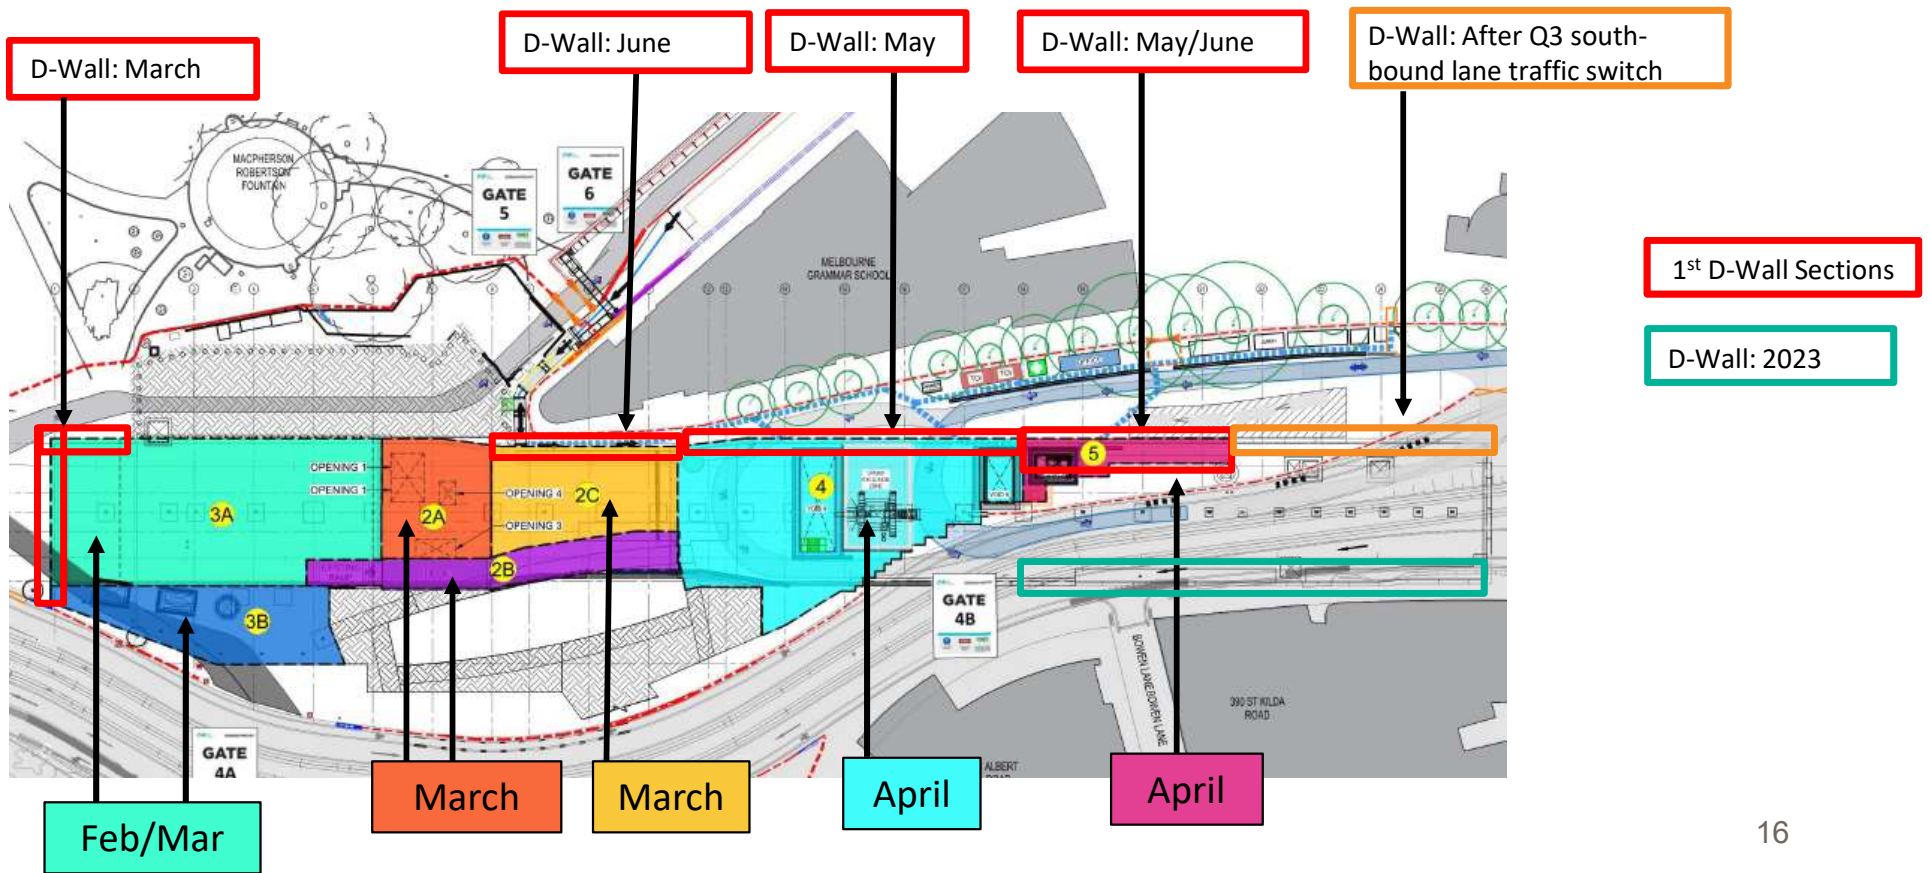 D-Wall: March
D-Wall: June
D-Wall: May
D-Wall: May/June
D-Wall: After Q3 south-
bound lane traffic switch
1st D-Wall Sections
D-Wall: 2023
MACPHERSON
ROBERTSON
FOUNTAIN
GATE
5
GATE
6
MELBOURNE
GRAMMAR SCHOOL
OPENING 1
OPENING 1
OPENING 4
OPENING 3
3A
2A
2C
2B
3B
4
5
GATE
4B
GATE
4A
BOWEN LANE
BOWEN LANE
390 ST KILDA
ROAD
ALBERT
Feb/Mar
March
March
April
April
16